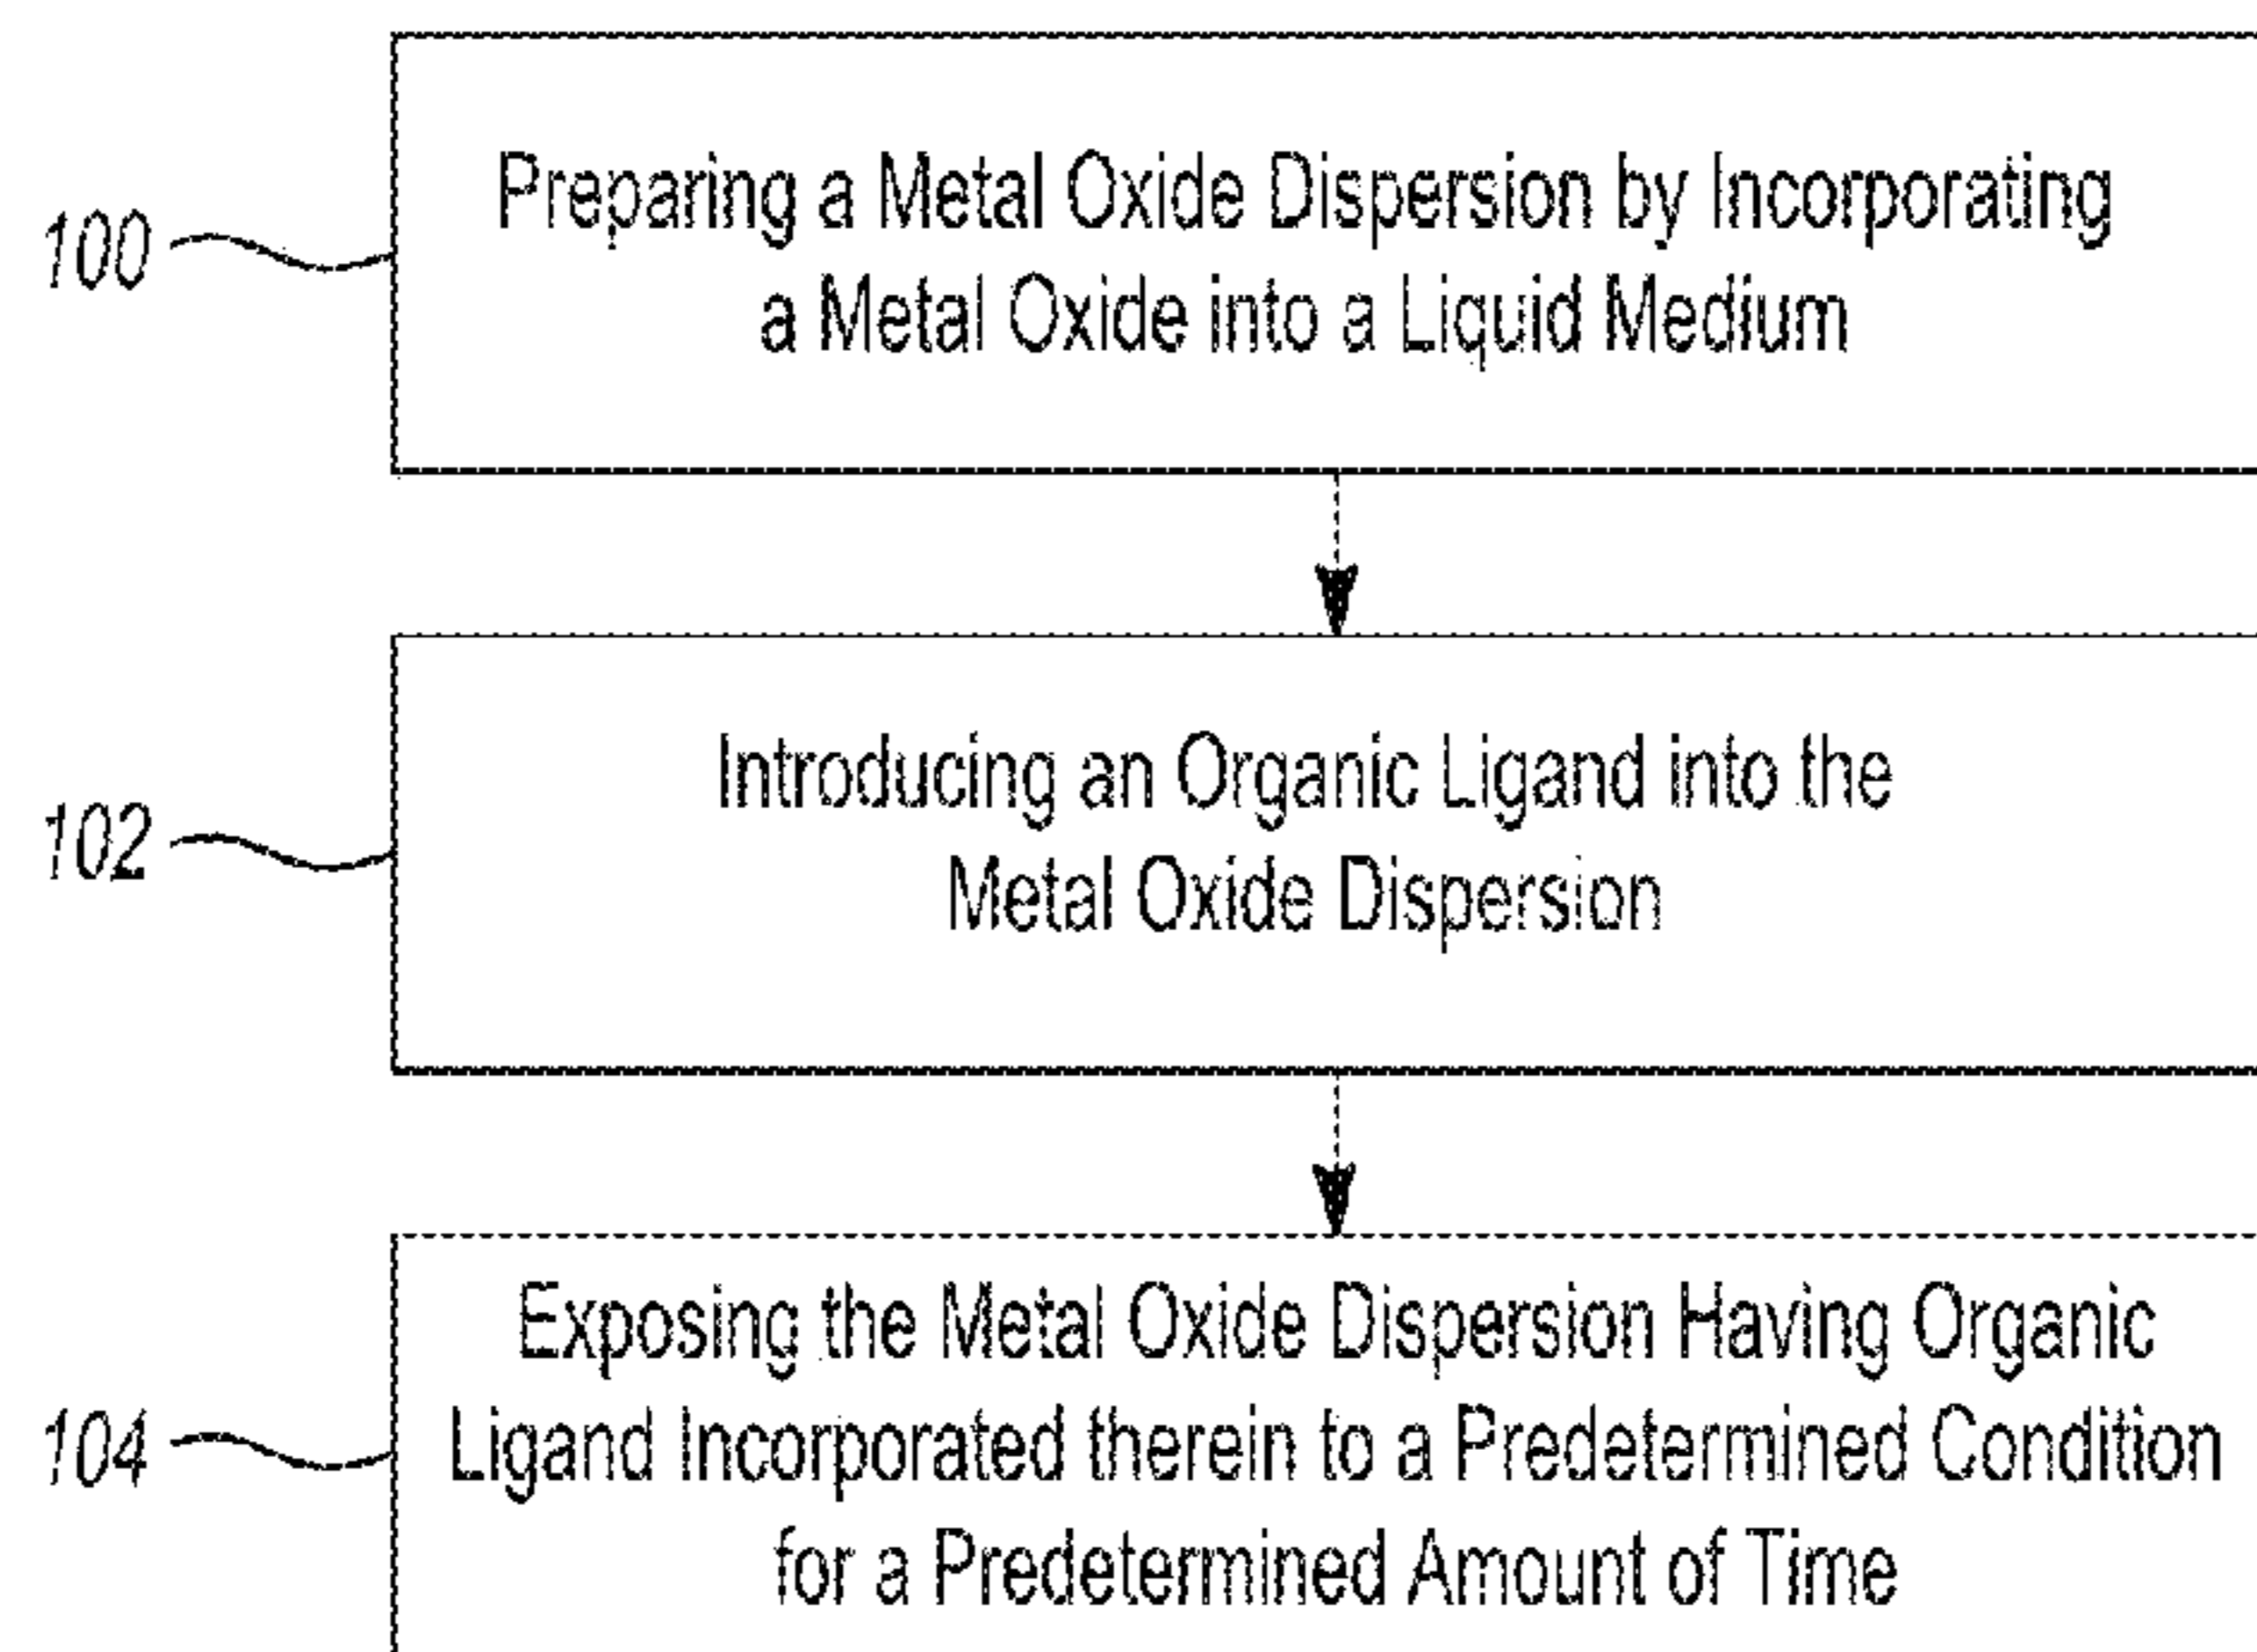 100
Preparing a Metal Oxide Dispersion by Incorporating
a Metal Oxide into a Liquid Medium
102
Introducing an Organic Ligand into the
Metal Oxide Dispersion
104
Exposing the Metal Oxide Dispersion Having Organic
Ligand Incorporated therein to a Predetermined Condition
for a Predetermined Amount of Time